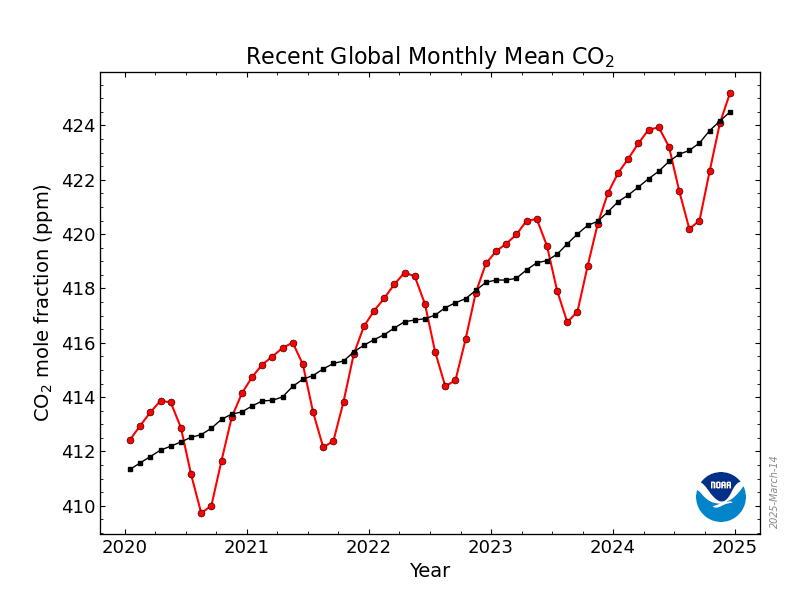 Recent Global Monthly Mean CO₂
CO₂ mole fraction (ppm)
424
422
420
418
416
414
412
410
2020 2021 2022 2023 2024 2025
Year
NOAA
2025-March-14